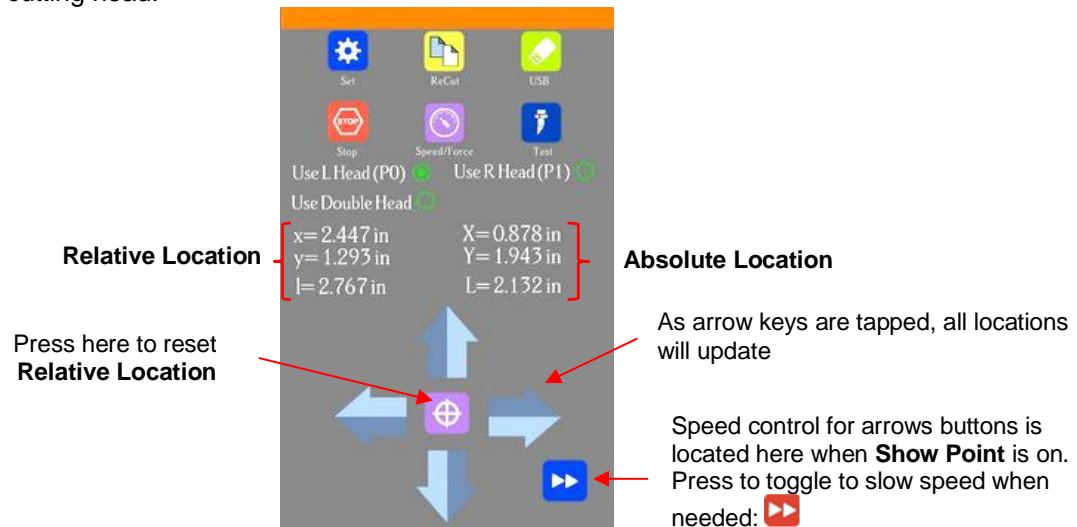 cutting head.
Set ReCut USB
Stop Speed/Force Test
Use L Head (P0) Use R Head (P1)
Use Double Head
Relative Location
x= 2.447 in X= 0.878 in
y= 1.293 in Y= 1.943 in
l= 2.767 in L= 2.132 in
Absolute Location
Press here to reset
Relative Location
As arrow keys are tapped, all locations
will update
Speed control for arrows buttons is
located here when Show Point is on.
Press to toggle to slow speed when
needed:
STOP